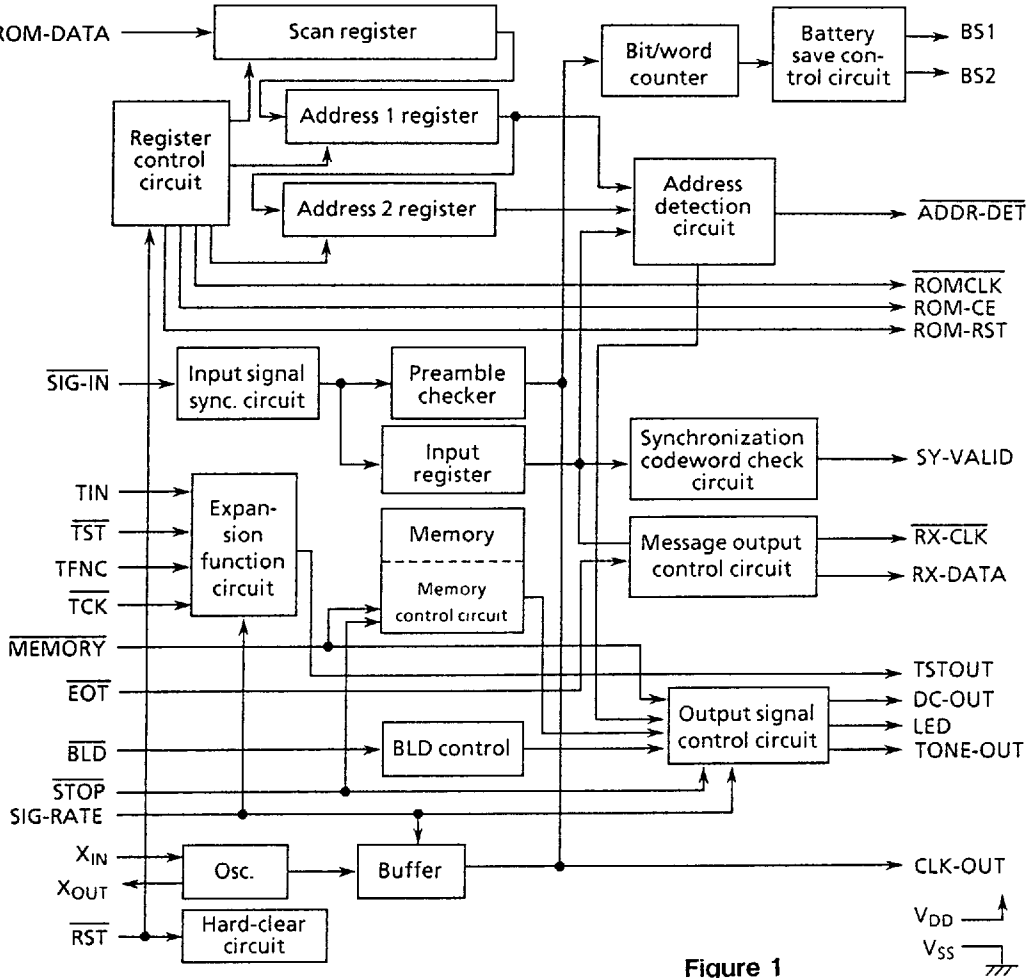 ROM-DATA
Scan register
Bit/word
counter
Battery
save con-
trol circuit
BS1
BS2
Register
control
circuit
Address 1 register
Address 2 register
Address
detection
circuit
ADDR-DET
ROMCLK
ROM-CE
ROM-RST
SIG-IN
Input signal
sync. circuit
Preamble
checker
Input
register
Synchronization
codeword check
circuit
SY-VALID
TIN
TST
TFNC
TCK
Expan-
sion
function
circuit
Memory
Memory
control circuit
Message output
control circuit
RX-CLK
RX-DATA
MEMORY
EOT
TSTOUT
BLD
BLD control
Output signal
control circuit
DC-OUT
LED
TONE-OUT
STOP
SIG-RATE
XIN
XOUT
Osc.
Buffer
CLK-OUT
RST
Hard-clear
circuit
VDD
VSS
Figure 1